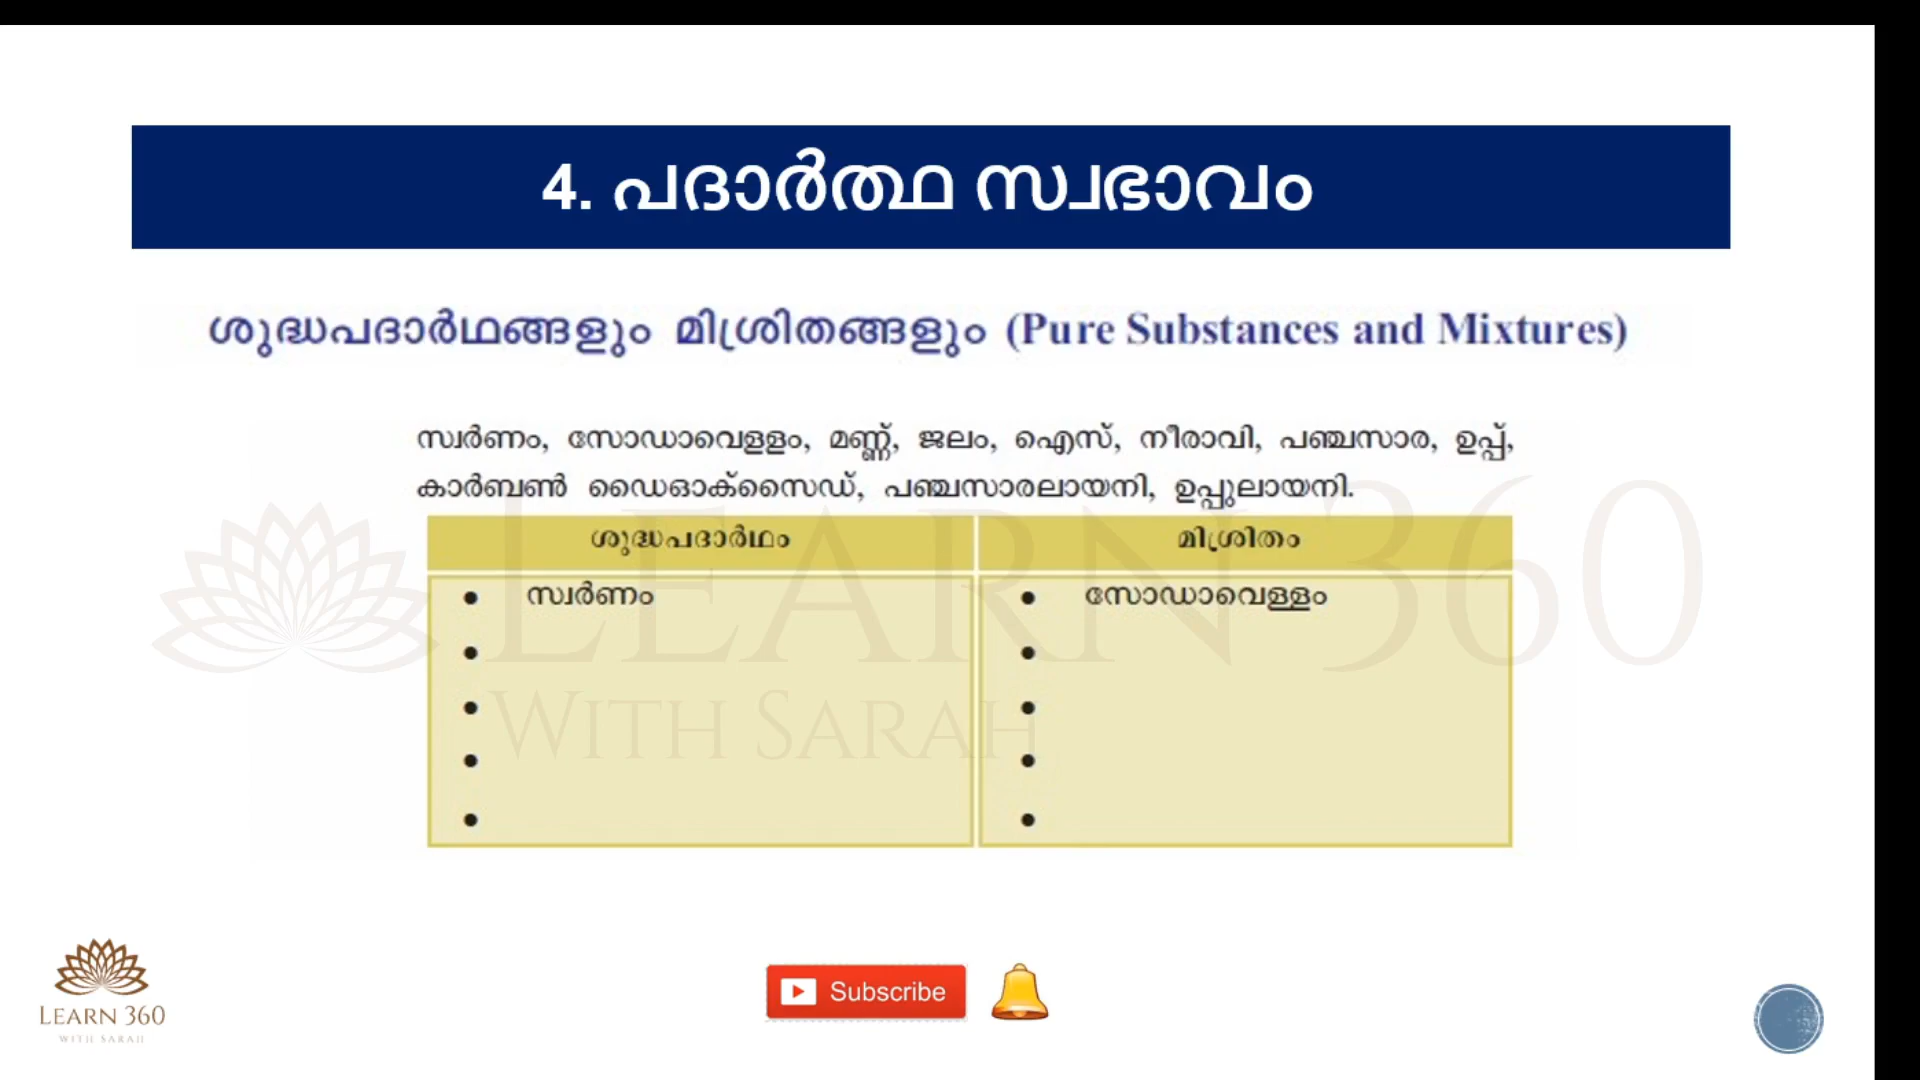 4. പദാർത്ഥ സ്വഭാവം
ശുദ്ധപദാർഥങ്ങളും മിശ്രിതങ്ങളും (Pure Substances and Mixtures)
സ്വർണം, സോഡാവെള്ളം, മണ്ണ്, ജലം, ഐസ്, നീരാവി, പഞ്ചസാര, ഉപ്പ്,
കാർബൺ ഡൈഓക്സൈഡ്, പഞ്ചസാരലായനി, ഉപ്പുലായനി.
ശുദ്ധപദാർഥം മിശ്രിതം
• സ്വർണം • സോഡാവെള്ളം
LEARN 360
WITH SARAH
LEARN 360
WITH SARAH
Subscribe